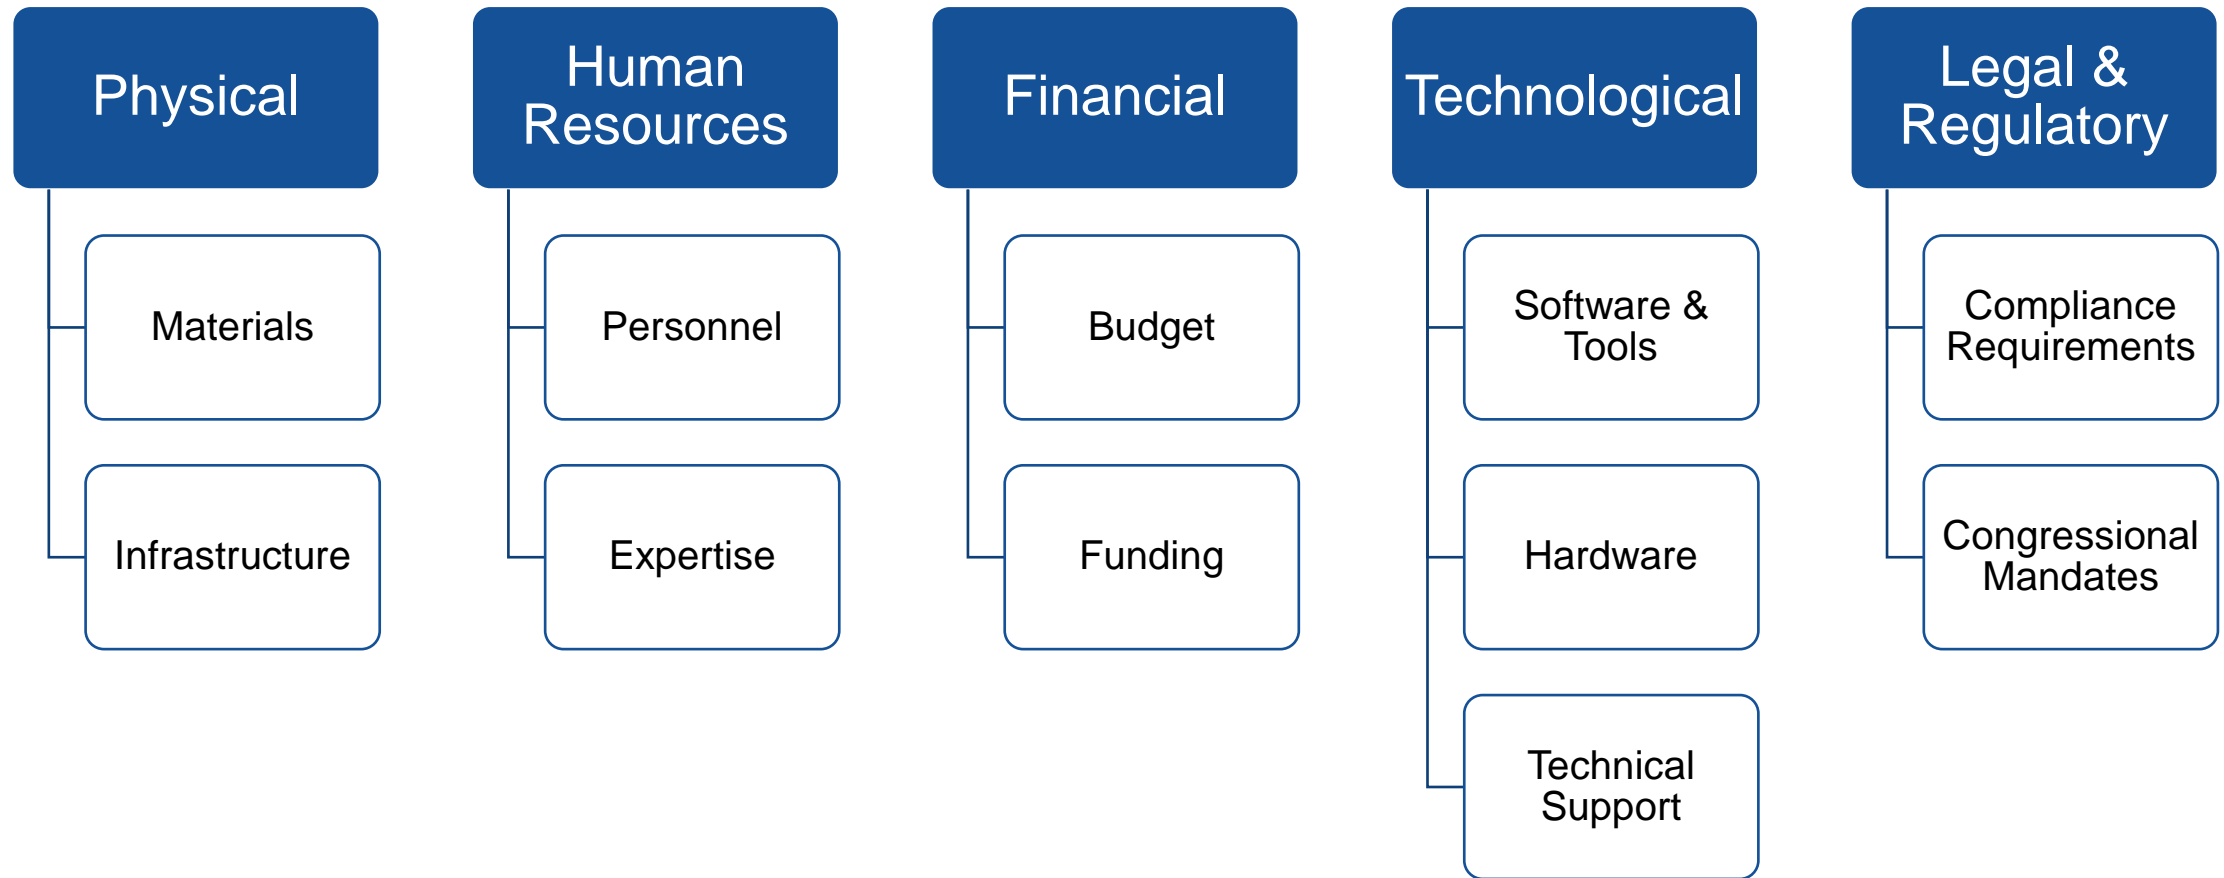 Physical
Materials
Infrastructure
Human
Resources
Personnel
Expertise
Financial
Budget
Funding
Technological
Software &
Tools
Hardware
Technical
Support
Legal &
Regulatory
Compliance
Requirements
Congressional
Mandates